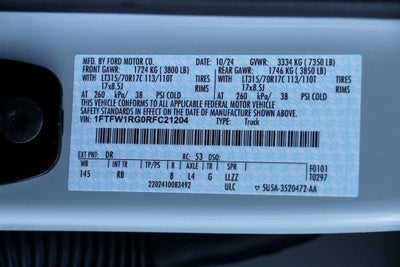 MFD. BY FORD MOTOR CO. 10/24 GVWR: 3334 KG (7350 LB)
FRONT GAWR: 1724 KG (3800 LB) REAR GAWR: 1746 KG (3850 LB)
WITH LT315/70R17C 113/110T TIRES WITH LT315/70R17C 113/110T TIRES
17x8.5J RIMS 17x8.5J RIMS
AT 260 kPa/ 38 PSI COLD AT 260 kPa/ 38 PSI COLD
THIS VEHICLE CONFORMS TO ALL APPLICABLE FEDERAL MOTOR VEHICLE
SAFETY STANDARDS IN EFFECT ON THE DATE OF MANUFACTURE SHOWN ABOVE.
VIN: 1FTFW1RG0RFC21204
TYPE: Truck
EXT PNT: DR RC: 53 DSO:
WB INT TR TP/PS R AXLE TR SPR F0101
145 RB B L4 G LLZZ T0297
2202410083492 ULC 5U5A-3520472-AA